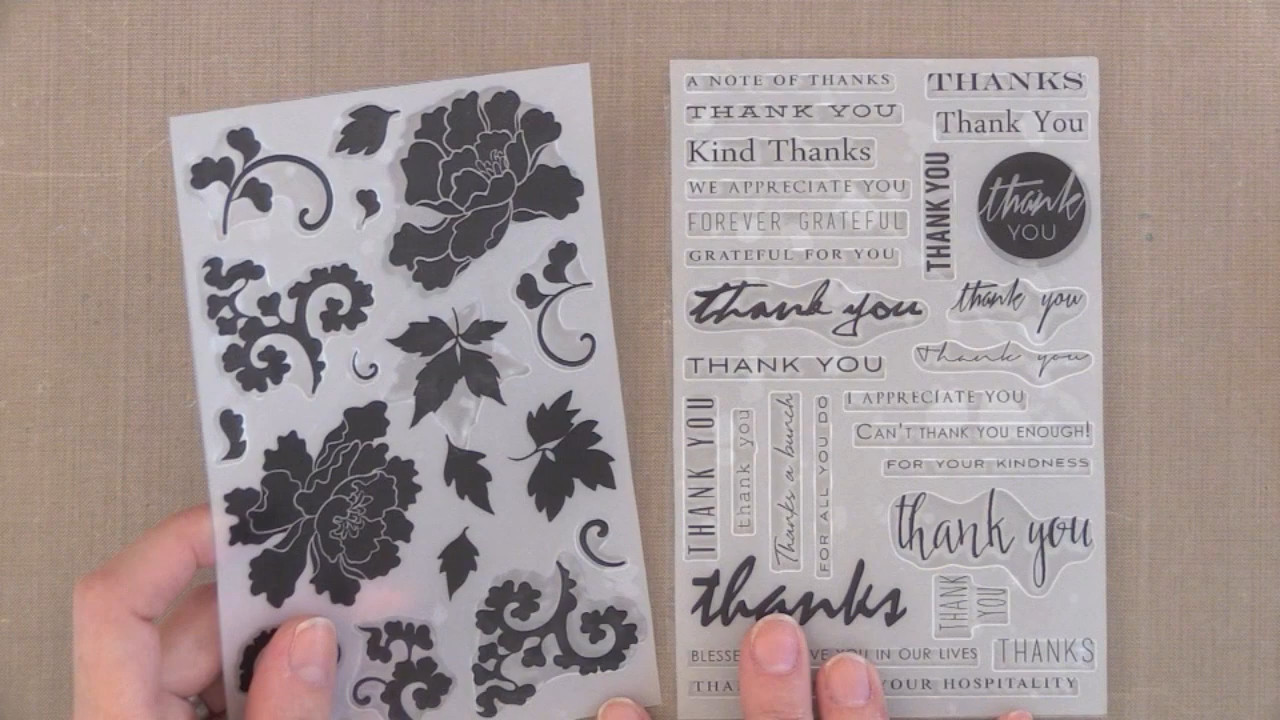 A NOTE OF THANKS
THANKS
THANK YOU
Thank You
Kind Thanks
WE APPRECIATE YOU
THANK YOU
thank
YOU
FOREVER GRATEFUL
GRATEFUL FOR YOU
thank you
thank you
THANK YOU
thank you
I APPRECIATE YOU
THANK YOU
thank you
Thanks a bunch
FOR ALL YOU DO
CAN'T THANK YOU ENOUGH!
FOR YOUR KINDNESS
thank you
thanks
THANK
YOU
YOU IN OUR LIVES
THANKS
YOUR HOSPITALITY